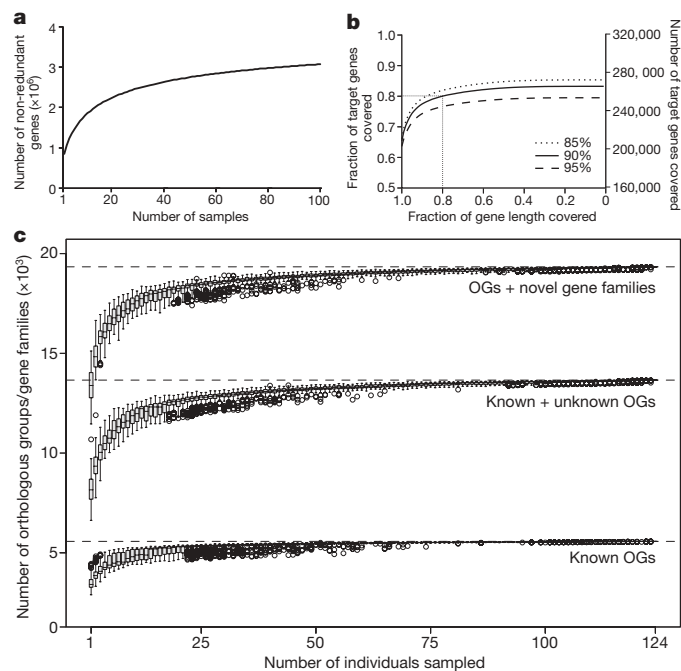 a
Number of non-redundant
genes (×10⁶)
4
3
2
1
0
1
20
40
60
80
100
Number of samples
b
Fraction of target genes
covered
1.0
0.9
0.8
0.7
0.6
0.5
1.0
0.8
0.6
0.4
0.2
0
Fraction of gene length covered
85%
90%
95%
320,000
280,000
240,000
200,000
160,000
Number of target genes covered
c
Number of orthologous groups/gene families (×10³)
20
15
10
5
0
OGs + novel gene families
Known + unknown OGs
Known OGs
1
25
50
75
100
124
Number of individuals sampled